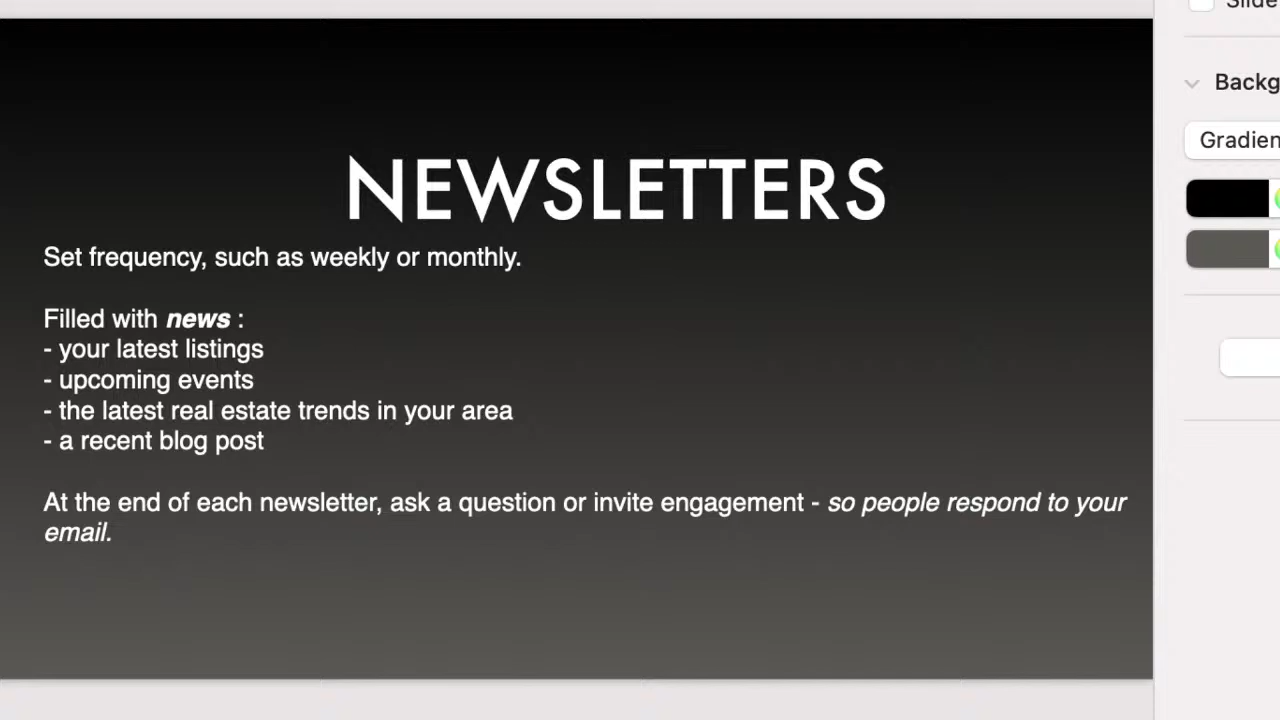 Slide
Backg
Gradien
NEWSLETTERS
Set frequency, such as weekly or monthly.
Filled with news :
- your latest listings
- upcoming events
- the latest real estate trends in your area
- a recent blog post
At the end of each newsletter, ask a question or invite engagement - so people respond to your
email.